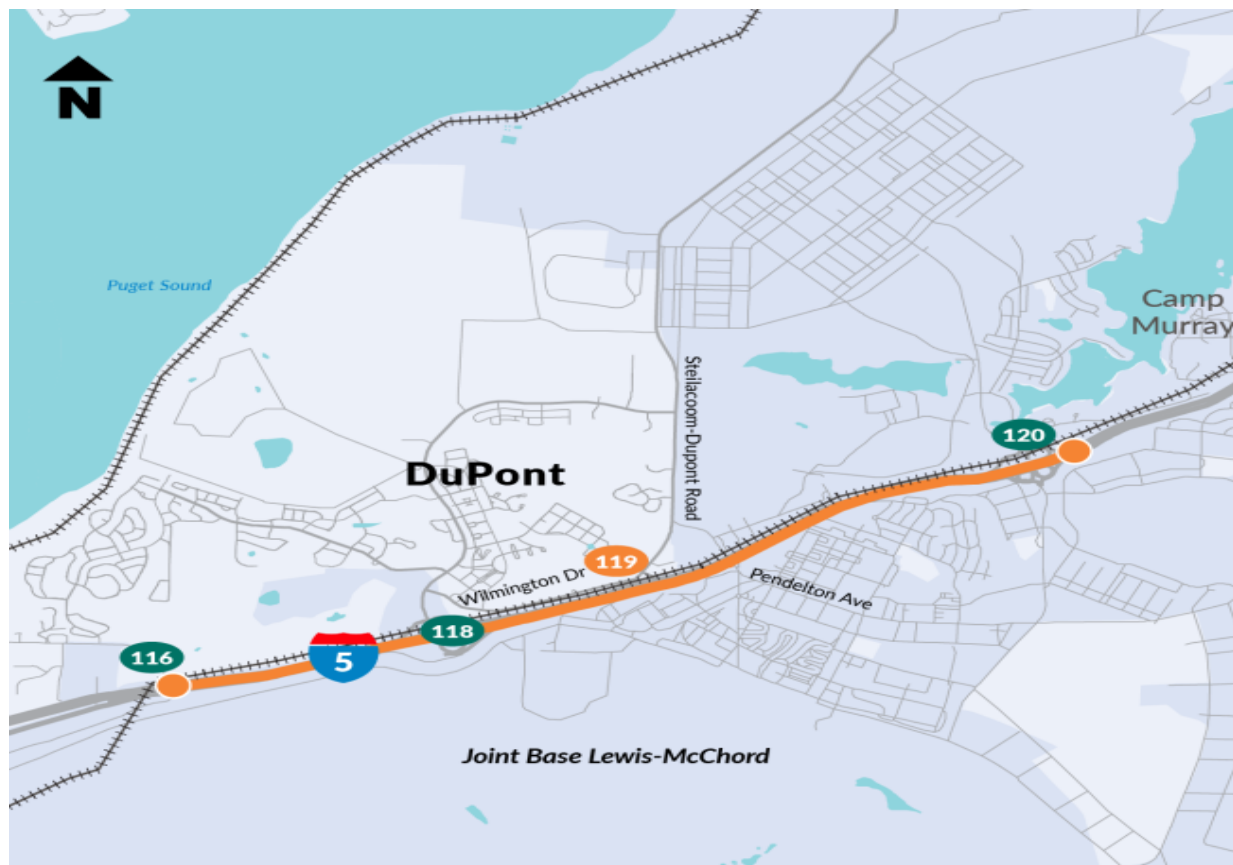 N
Puget Sound
Camp
Murray
Steilacoom-Dupont Road
120
DuPont
119
Wilmington Dr
Pendelton Ave
118
116
5
Joint Base Lewis-McChord